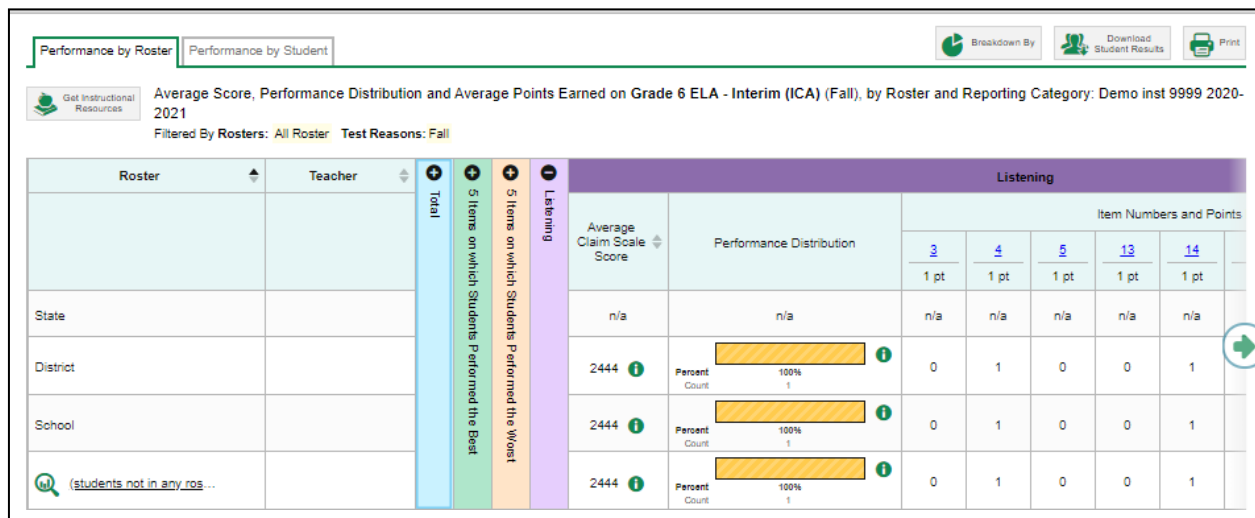 Performance by Roster Performance by Student
Breakdown By
Download
Student Results
Print
Get Instructional
Resources
Average Score, Performance Distribution and Average Points Earned on Grade 6 ELA - Interim (ICA) (Fall), by Roster and Reporting Category: Demo inst 9999 2020-
2021
Filtered By Rosters: All Roster Test Reasons: Fall
Roster Teacher
Total
5 Items on which Students Performed the Best
5 Items on which Students Performed the Worst
Listening
Listening
Average
Claim Scale
Score
Performance Distribution
Item Numbers and Points
3 4 5 13 14
1 pt 1 pt 1 pt 1 pt 1 pt
State n/a n/a n/a n/a n/a n/a n/a
District 2444 Percent 100% 0 1 0 0 1
Count 1
School 2444 Percent 100% 0 1 0 0 1
Count 1
(students not in any ros... 2444 Percent 100% 0 1 0 0 1
Count 1